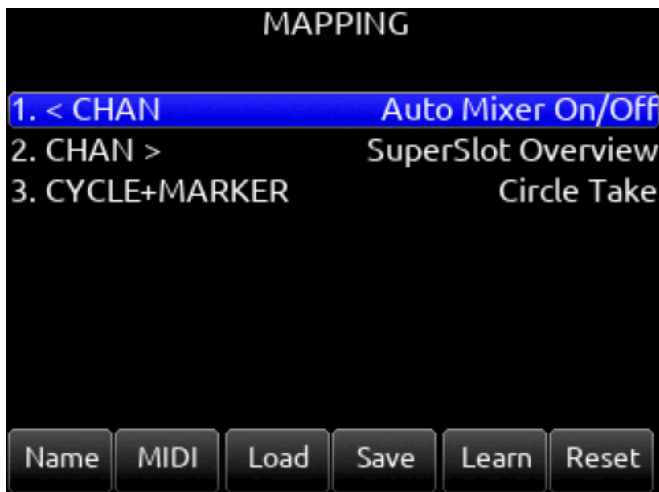 MAPPING
1. < CHAN Auto Mixer On/Off
2. CHAN > SuperSlot Overview
3. CYCLE+MARKER Circle Take
Name MIDI Load Save Learn Reset